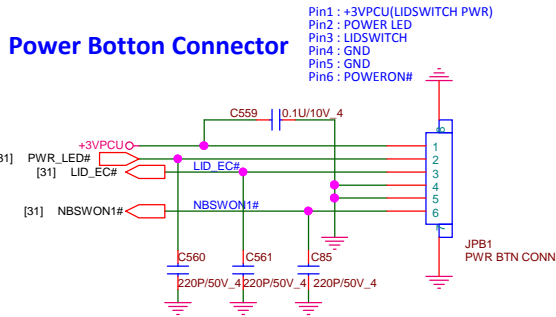 Pin1 : +3VPCU(LIDSWITCH PWR)
Pin2 : POWER LED
Pin3 : LIDSWITCH
Pin4 : GND
Pin5 : GND
Pin6 : POWERON#
Power Botton Connector
C559 0.1U/10V_4
8
+3VPCU
1
31] PWR_LED#
2
[31] LID_EC#
LID_EC#
3
4
5
[31] NBSWON1#
NBSWON1#
6
7
JPB1
PWR BTN CONN
C560
220P/50V_4
C561
220P/50V_4
C85
220P/50V_4